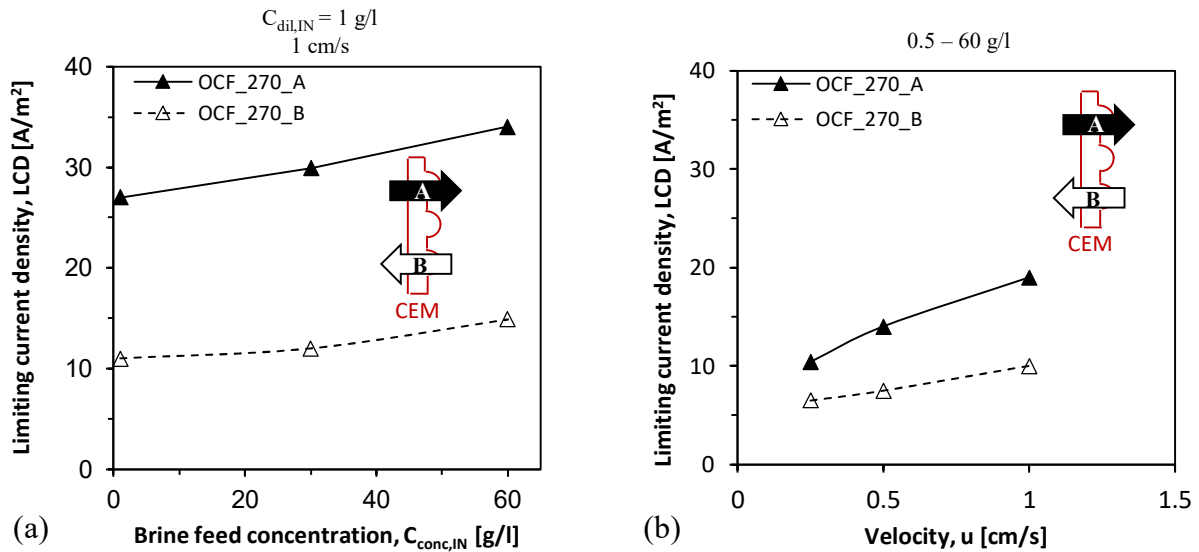 C_dil,IN = 1 g/l
1 cm/s
40
30
20
10
0
Limiting current density, LCD [A/m²]
OCF_270_A
OCF_270_B
A
B
CEM
0
20
40
60
Brine feed concentration, C_conc,IN [g/l]
(a)
0.5 – 60 g/l
40
30
20
10
0
Limiting current density, LCD [A/m²]
OCF_270_A
OCF_270_B
A
B
CEM
0
0.5
1
1.5
Velocity, u [cm/s]
(b)